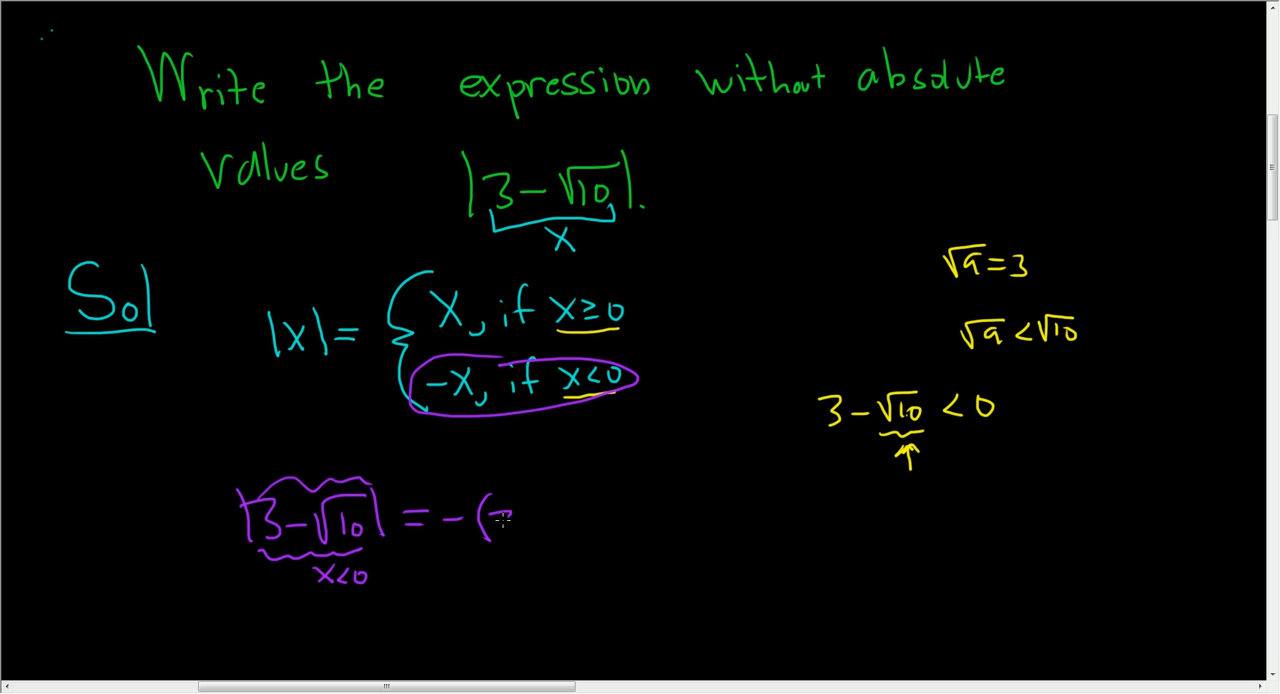 Write the expression without absolute
values |3-√10|.
x
Sol
|x| = { x, if x≥0
-x, if x<0
√9=3
√9<√10
3-√10<0
|3-√10| = -(
x<0